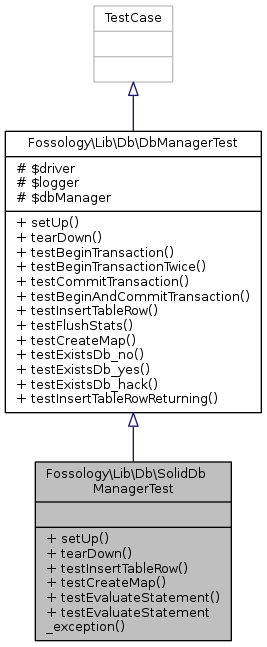 TestCase
Fossology\Lib\Db\DbManagerTest
# $driver
# $logger
# $dbManager
+ setUp()
+ tearDown()
+ testBeginTransaction()
+ testBeginTransactionTwice()
+ testCommitTransaction()
+ testBeginAndCommitTransaction()
+ testInsertTableRow()
+ testFlushStats()
+ testCreateMap()
+ testExistsDb_no()
+ testExistsDb_yes()
+ testExistsDb_hack()
+ testInsertTableRowReturning()
Fossology\Lib\Db\SolidDb
ManagerTest
+ setUp()
+ tearDown()
+ testInsertTableRow()
+ testCreateMap()
+ testEvaluateStatement()
+ testEvaluateStatement
_exception()